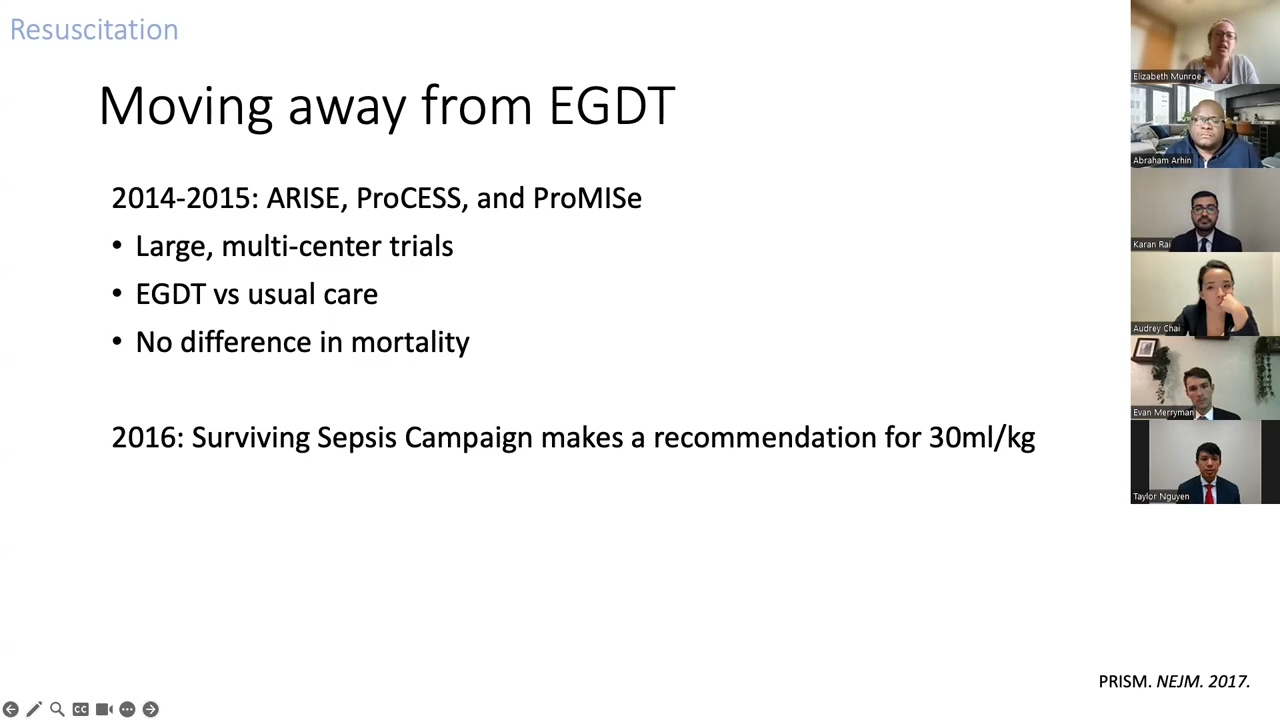 Resuscitation
Moving away from EGDT
2014-2015: ARISE, ProCESS, and ProMISe
• Large, multi-center trials
• EGDT vs usual care
• No difference in mortality
2016: Surviving Sepsis Campaign makes a recommendation for 30ml/kg
PRISM. NEJM. 2017.
Elizabeth Munroe
Abraham Arhin
Karan Rai
Audrey Chai
Evan Merryman
Taylor Nguyen
CC